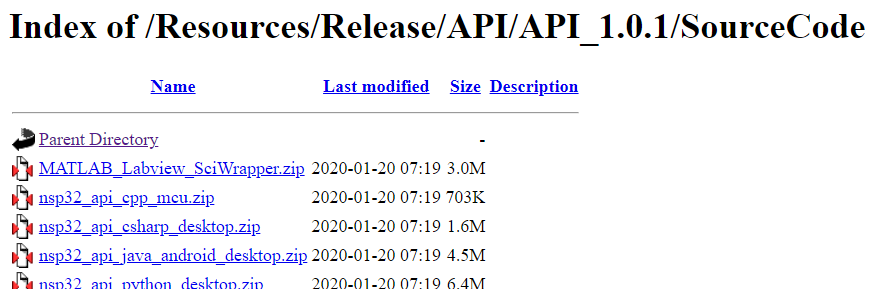 Index of /Resources/Release/API/API_1.0.1/SourceCode
Name Last modified Size Description
Parent Directory -
MATLAB_Labview_SciWrapper.zip 2020-01-20 07:19 3.0M
nsp32_api_cpp_mcu.zip 2020-01-20 07:19 703K
nsp32_api_csharp_desktop.zip 2020-01-20 07:19 1.6M
nsp32_api_java_android_desktop.zip 2020-01-20 07:19 4.5M
nsp32_api_python_desktop.zip 2020-01-20 07:19 6.4M